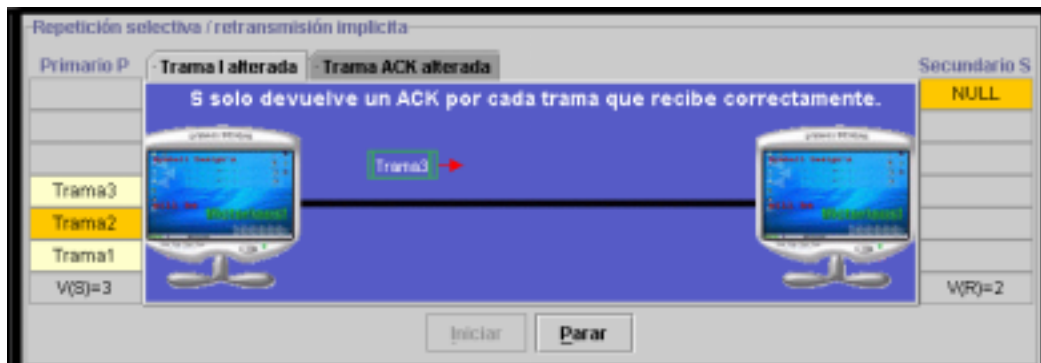 Repetición selectiva / retransmisión implicita
Primario P
Trama I alterada
Trama ACK alterada
Secundario S
S solo devuelve un ACK por cada trama que recibe correctamente.
NULL
Trama3
Trama3
Trama2
Trama1
V(S)=3
V(R)=2
Iniciar
Parar